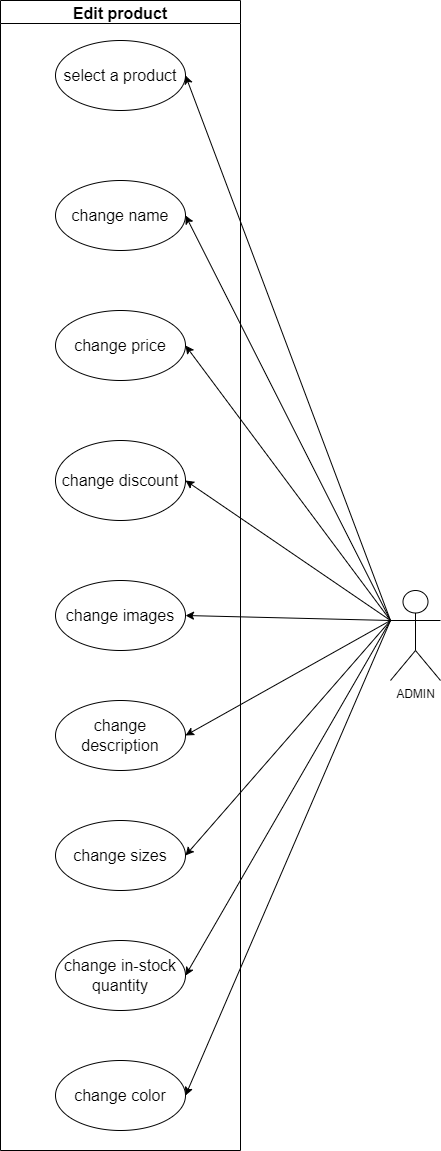 Edit product
select a product
change name
change price
change discount
change images
change
description
change sizes
change in-stock
quantity
change color
ADMIN